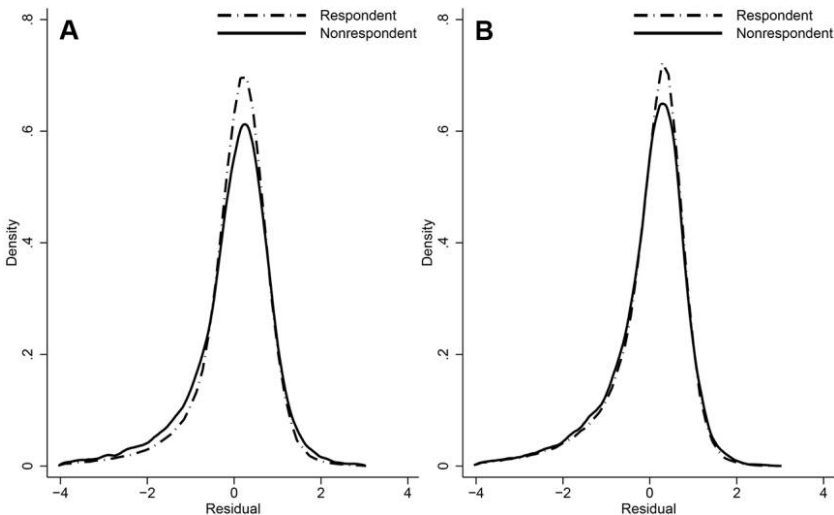 A
Respondent
Nonrespondent
Density
0
.2
.4
.6
.8
−4
−2
0
2
4
Residual
B
Respondent
Nonrespondent
Density
0
.2
.4
.6
.8
−4
−2
0
2
4
Residual